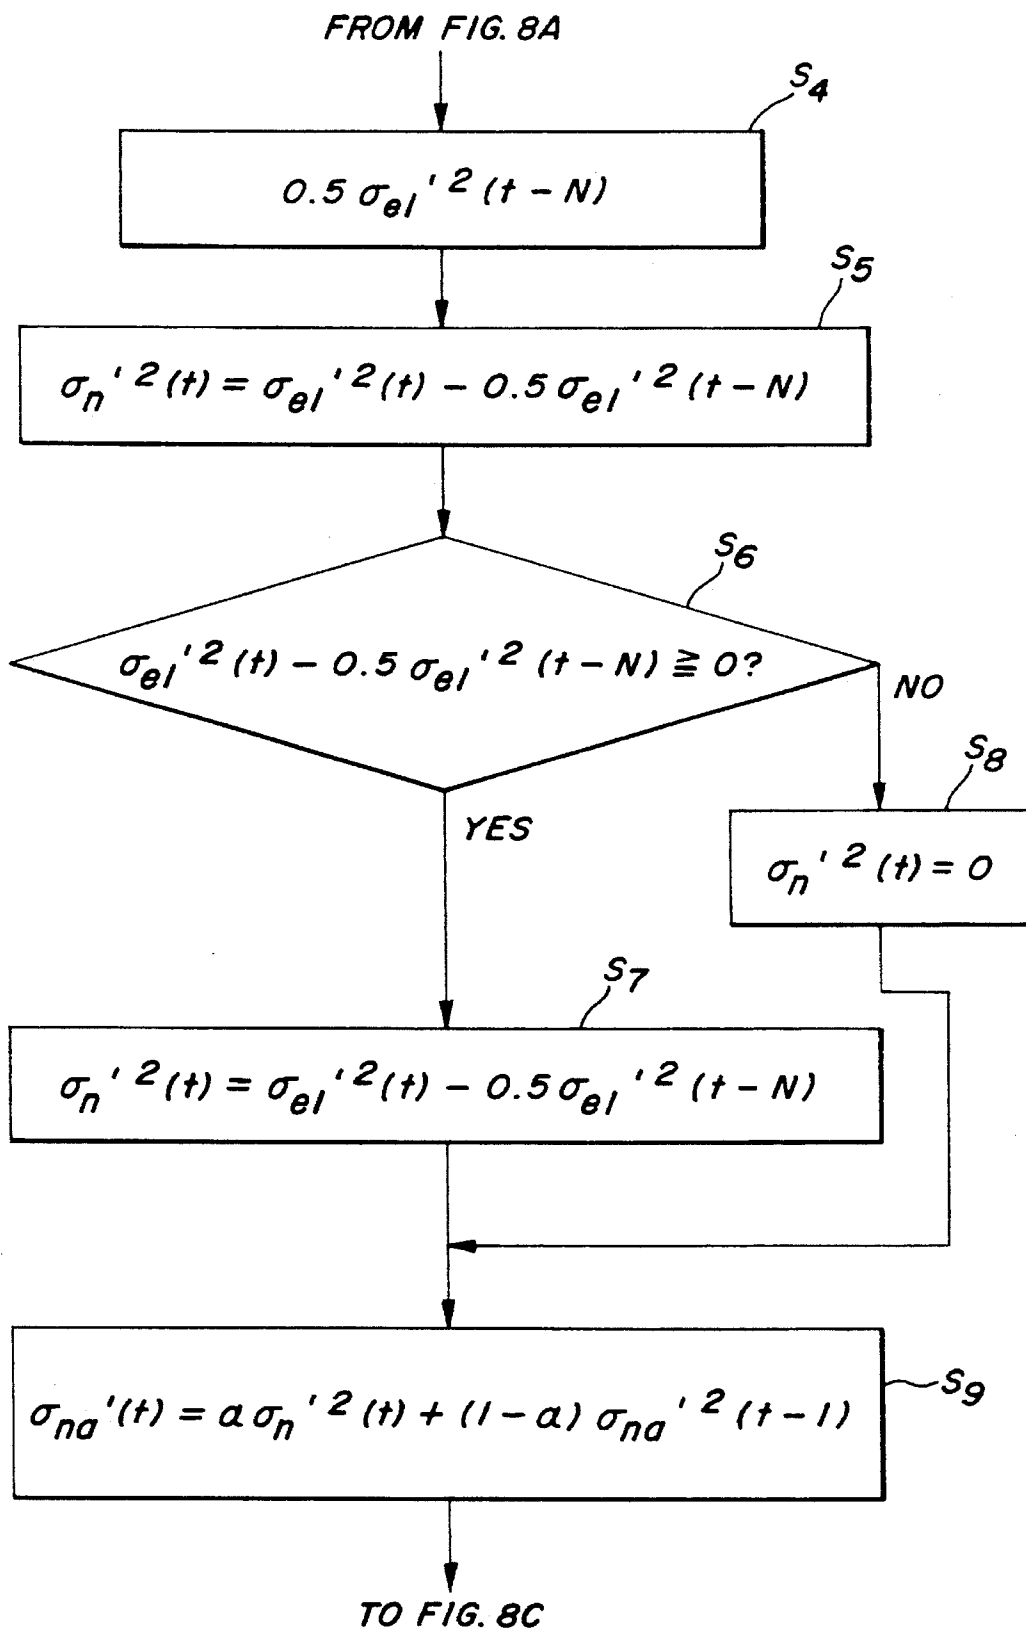 FROM FIG. 8A
S4
0.5 σel'²(t-N)
S5
σn'²(t) = σel'²(t) - 0.5 σel'²(t-N)
S6
σel'²(t) - 0.5 σel'²(t-N) ≧ 0?
NO
S8
YES
σn'²(t) = 0
S7
σn'²(t) = σel'²(t) - 0.5 σel'²(t-N)
S9
σna'(t) = aσn'²(t) + (1-a) σna'²(t-1)
TO FIG. 8C